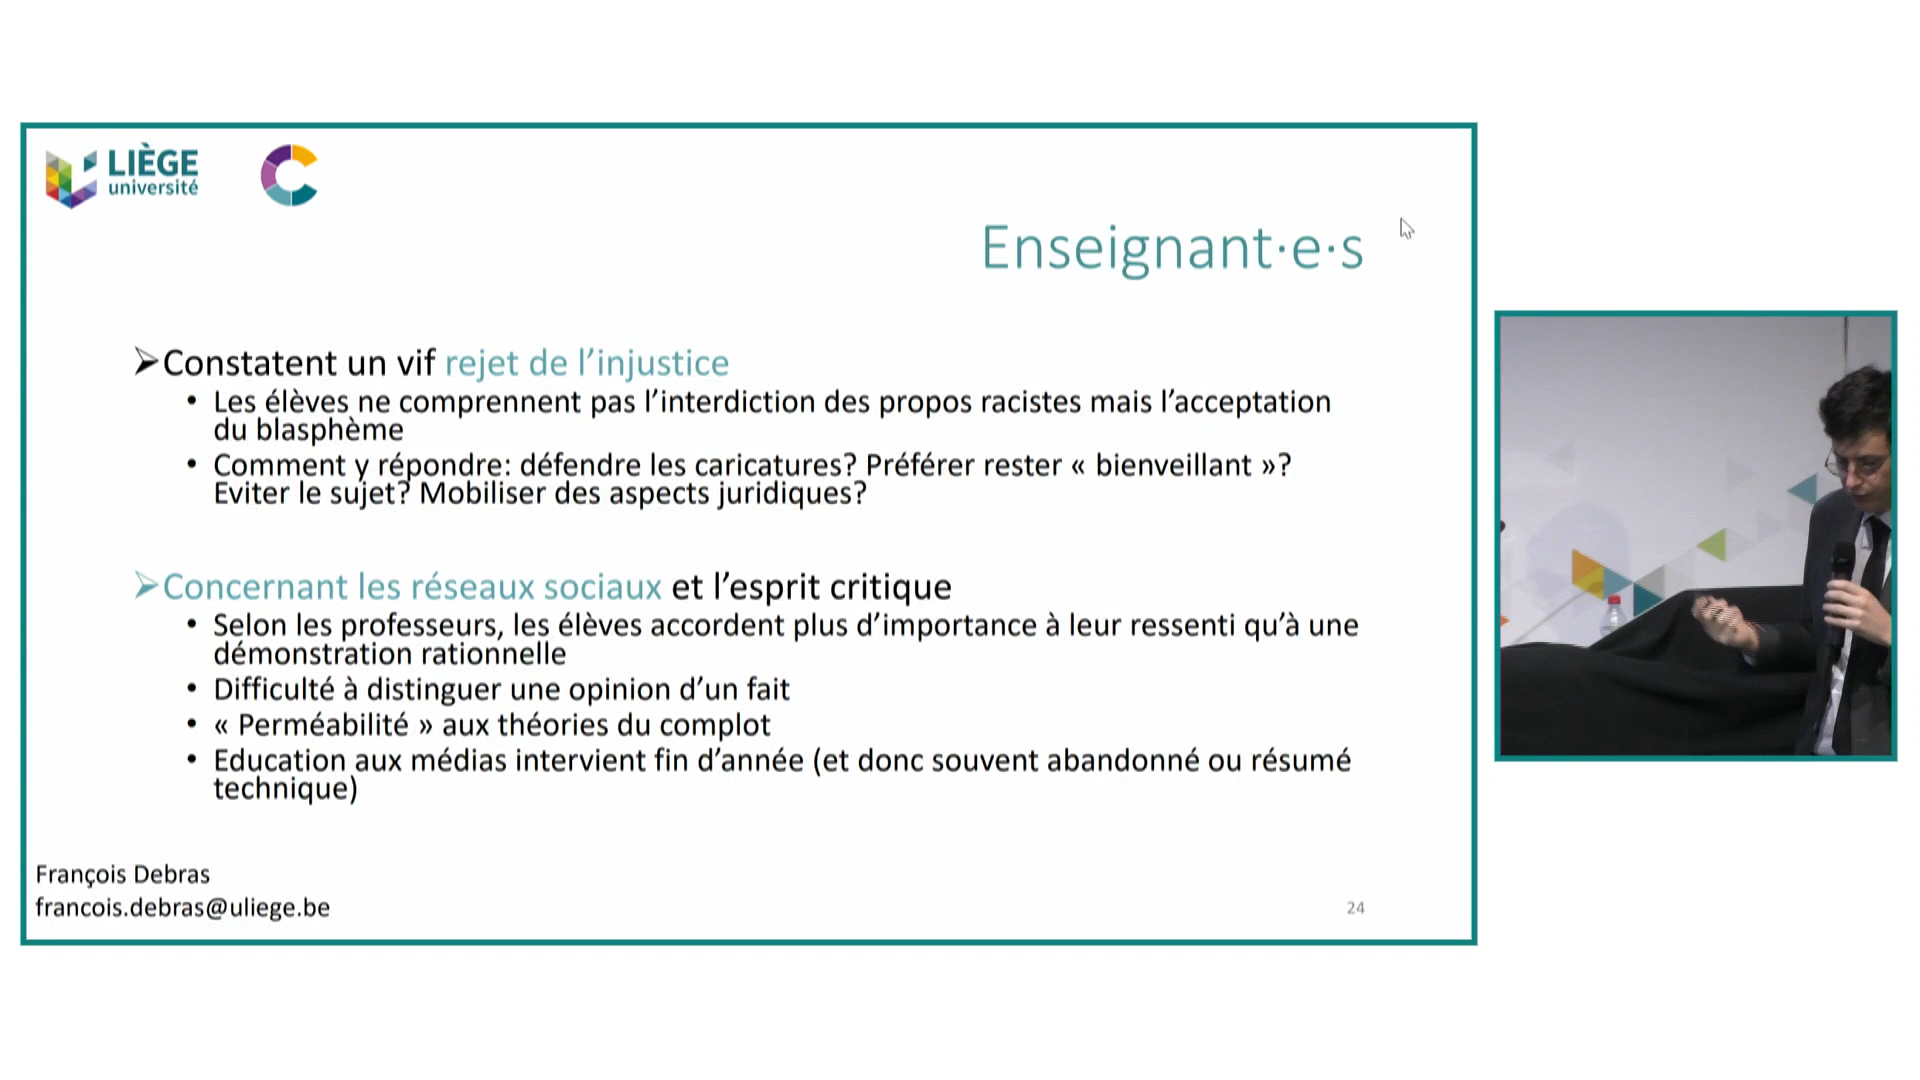 LIÈGE
université
Enseignant·e·s
➢Constatent un vif rejet de l’injustice
• Les élèves ne comprennent pas l’interdiction des propos racistes mais l’acceptation
du blasphème
• Comment y répondre: défendre les caricatures? Préférer rester « bienveillant »?
Eviter le sujet? Mobiliser des aspects juridiques?
➢Concernant les réseaux sociaux et l’esprit critique
• Selon les professeurs, les élèves accordent plus d’importance à leur ressenti qu’à une
démonstration rationnelle
• Difficulté à distinguer une opinion d’un fait
• « Perméabilité » aux théories du complot
• Education aux médias intervient fin d’année (et donc souvent abandonné ou résumé
technique)
François Debras
francois.debras@uliege.be
24